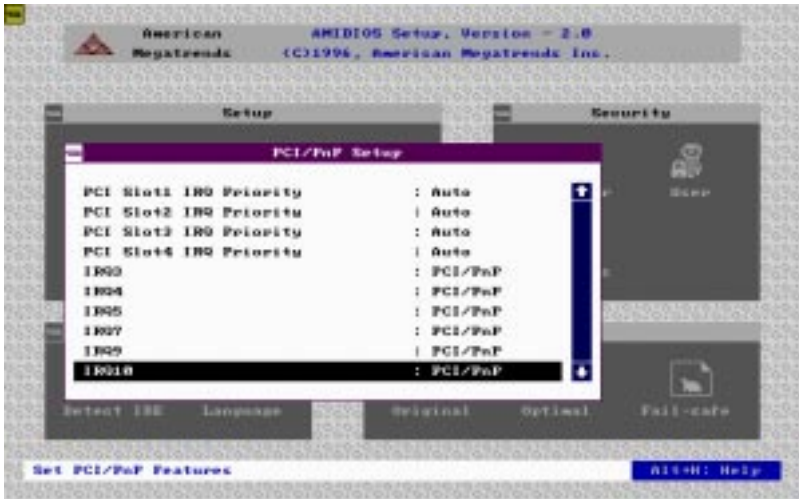 American
Megatrends
AMIBIOS Setup, Version - 2.0
(C)1996, American Megatrends Inc.
Setup
Security
PCI/PnP Setup
PCI Slot1 IRQ Priority : Auto
PCI Slot2 IRQ Priority : Auto
PCI Slot3 IRQ Priority : Auto
PCI Slot4 IRQ Priority : Auto
IRQ3 : PCI/PnP
IRQ4 : PCI/PnP
IRQ5 : PCI/PnP
IRQ7 : PCI/PnP
IRQ9 : PCI/PnP
IRQ10 : PCI/PnP
User
Detect IDE
Language
Original
Optimal
Fail-safe
Set PCI/PnP Features
Alt+H: Help